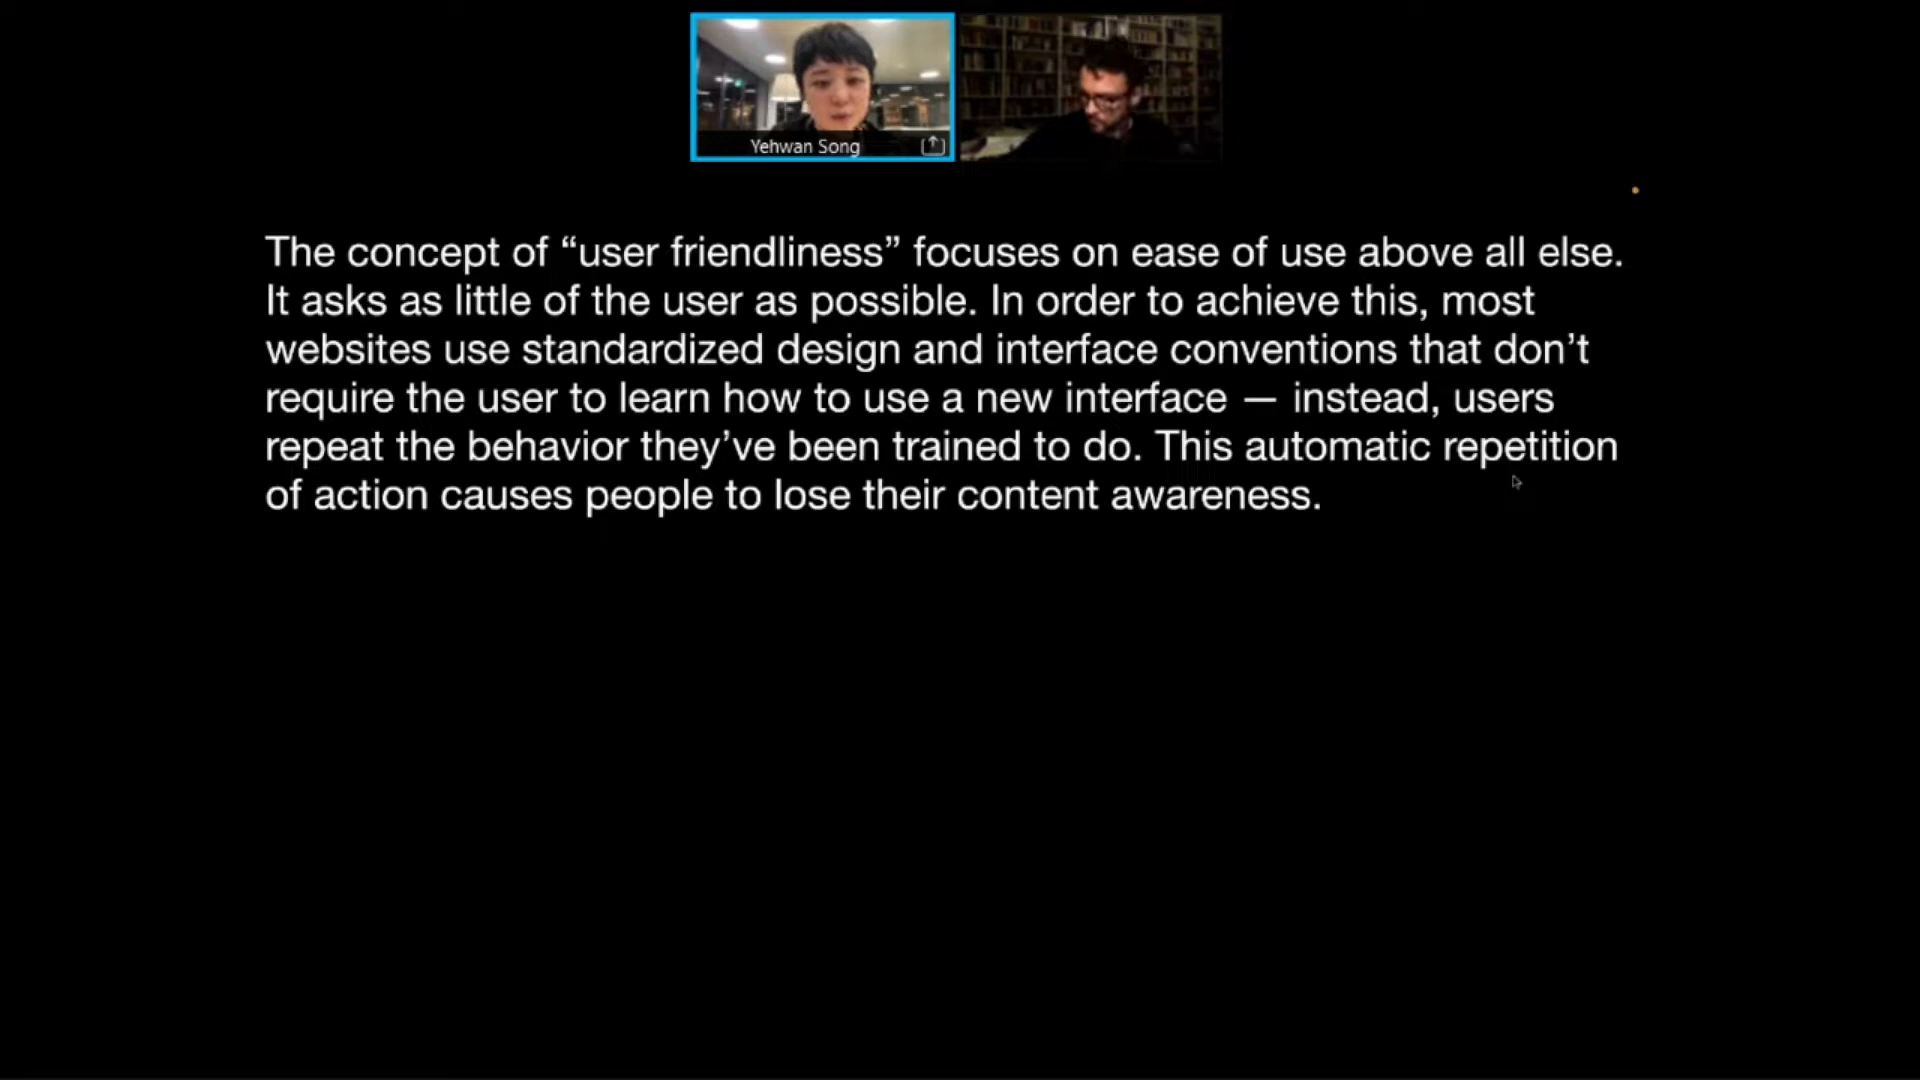 Yehwan Song
The concept of “user friendliness” focuses on ease of use above all else.
It asks as little of the user as possible. In order to achieve this, most
websites use standardized design and interface conventions that don’t
require the user to learn how to use a new interface — instead, users
repeat the behavior they’ve been trained to do. This automatic repetition
of action causes people to lose their content awareness.